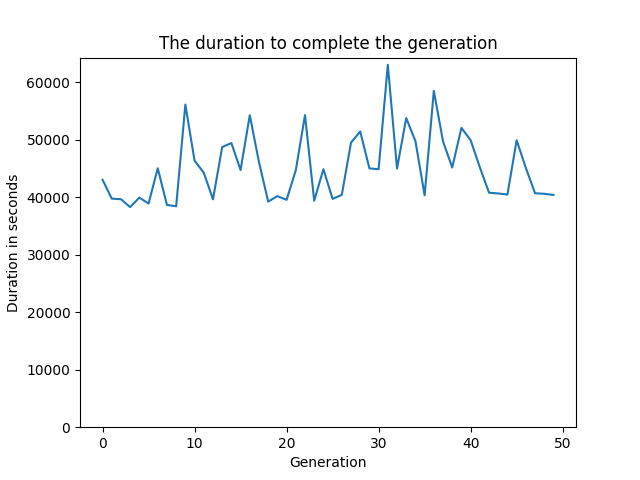 The duration to complete the generation
60000
50000
40000
30000
20000
10000
0
Duration in seconds
0 10 20 30 40 50
Generation